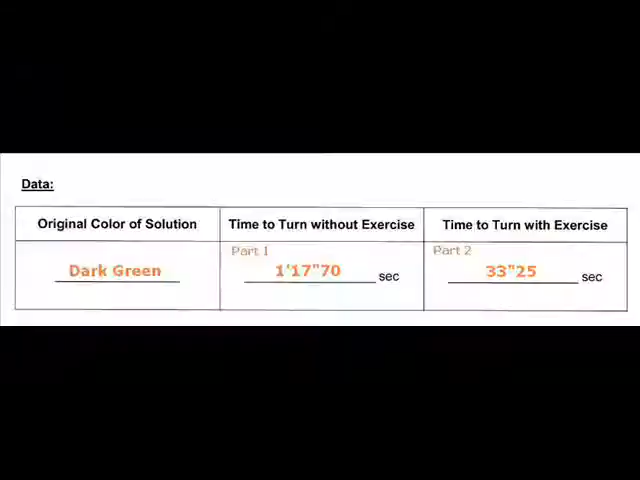 Data:
Original Color of Solution
Time to Turn without Exercise
Time to Turn with Exercise
Dark Green
Part 1
1'17"70 sec
Part 2
33"25 sec